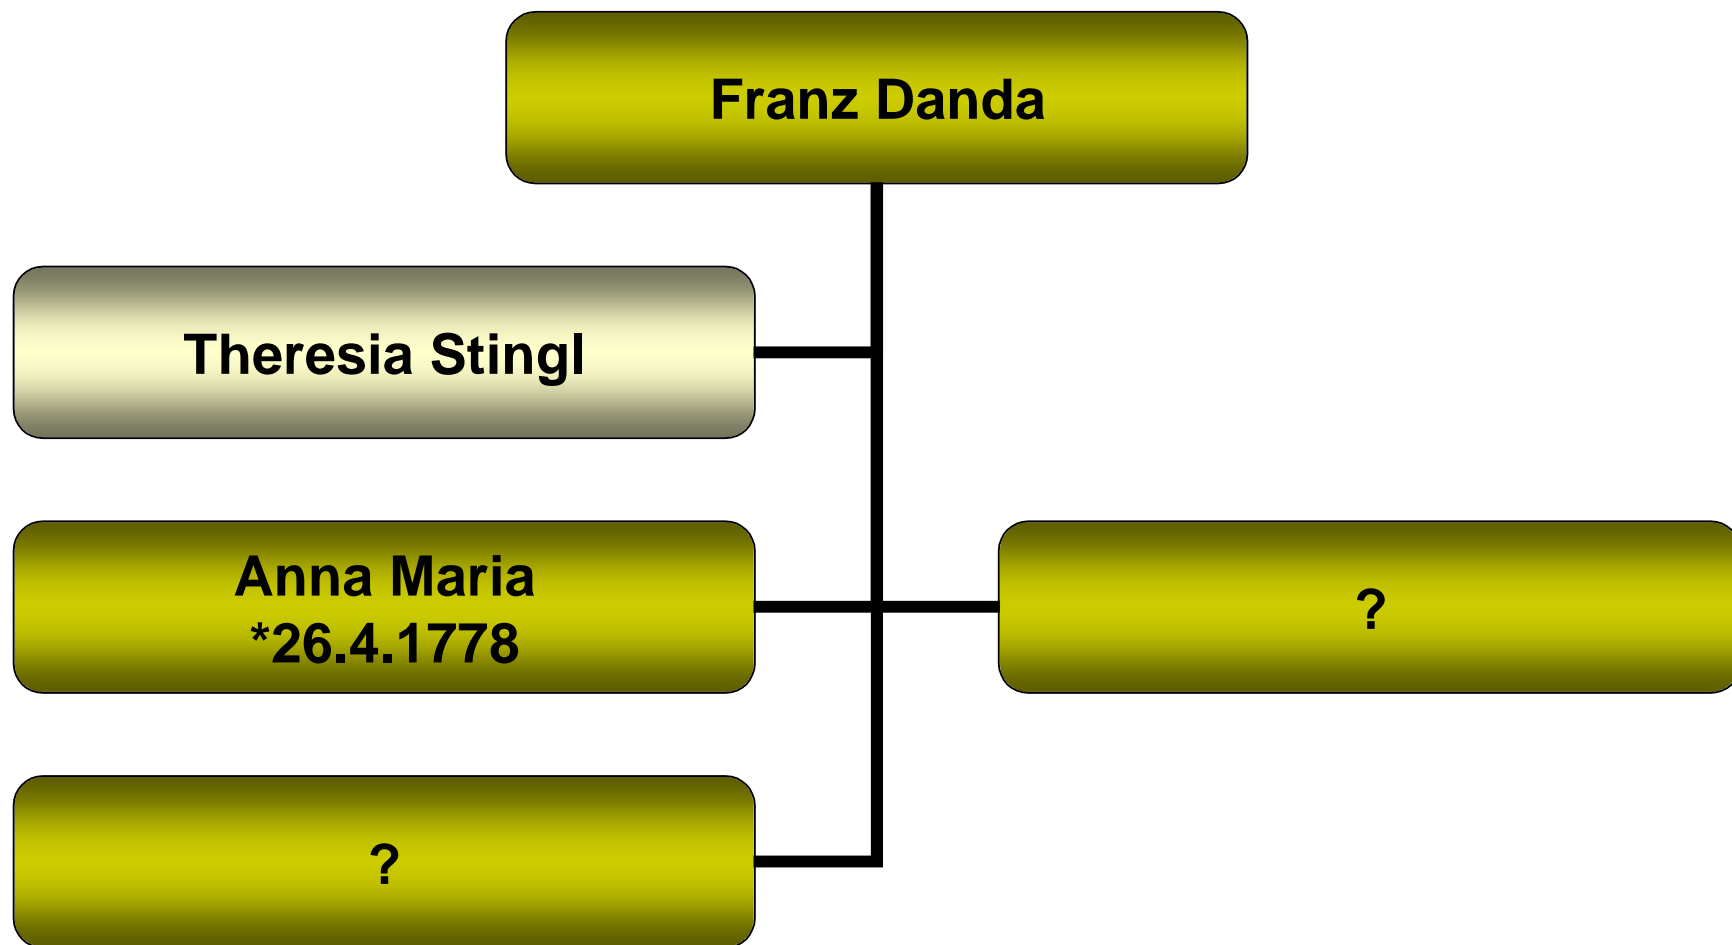 Franz Danda
Theresia Stingl
Anna Maria
*26.4.1778
?
?